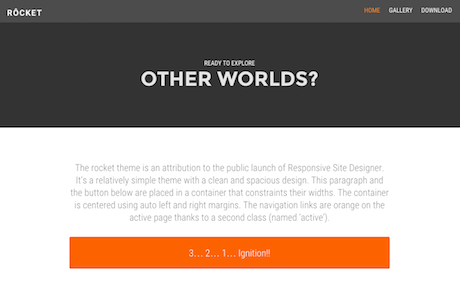 RÔCKET
HOME GALLERY DOWNLOAD
READY TO EXPLORE
OTHER WORLDS?
The rocket theme is an attribution to the public launch of Responsive Site Designer.
It's a relatively simple theme with a clean and spacious design. This paragraph and
the button below are placed in a container that constraints their widths. The container
is centered using auto left and right margins. The navigation links are orange on the
active page thanks to a second class (named 'active').
3... 2... 1... Ignition!!